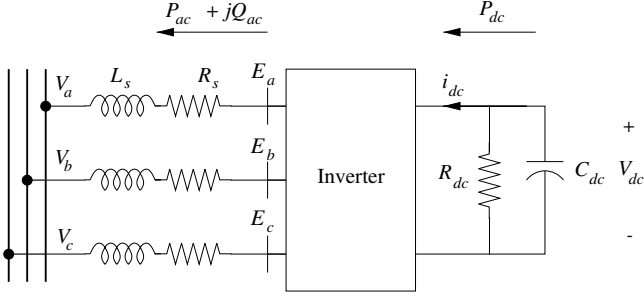 P_ac + jQ_ac
P_dc
V_a
L_s
R_s
E_a
i_dc
+
V_b
E_b
Inverter
R_dc
C_dc
V_dc
V_c
E_c
-